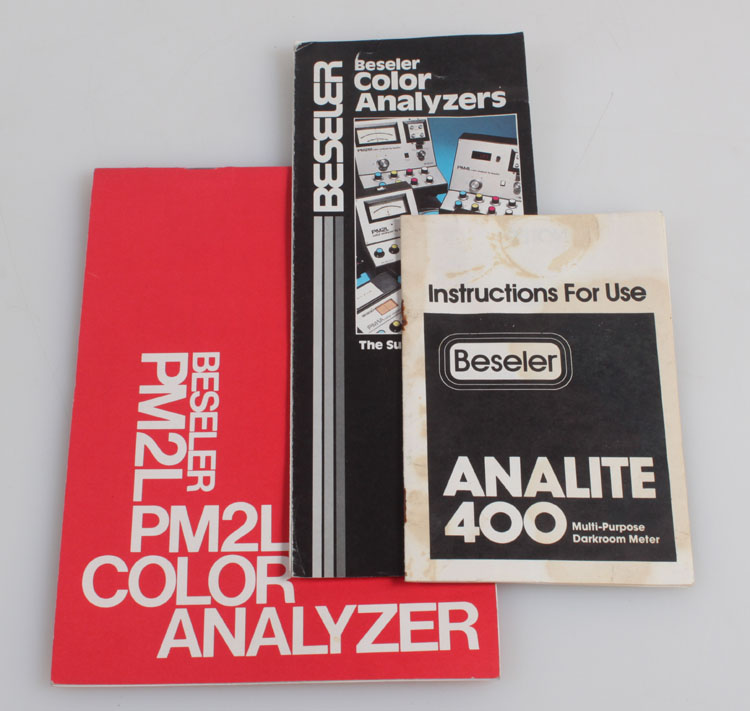 BESELER
PM2L
PM2L
COLOR
ANALYZER
BESELER
Beseler
Color
Analyzers
PM2L
The Su
Instructions For Use
Beseler
ANALITE
400
Multi-Purpose
Darkroom Meter